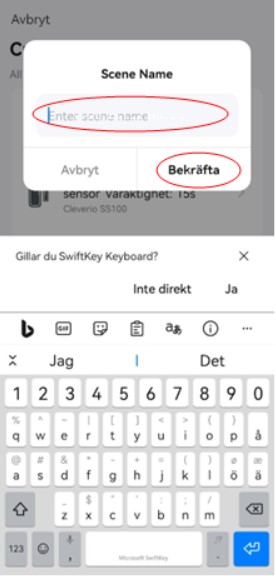 Avbryt
C
All
Scene Name
Enter scene name
Avbryt Bekräfta
sensor varaktighet: 15s
Cleverio SS100
Gillar du SwiftKey Keyboard?
Inte direkt Ja
GIF
Jag I Det
1 2 3 4 5 6 7 8 9 0
% ^ ~ | [ ] < > { }
q w e r t y u i o p å
@ # & * - + = ( ) ø æ
a s d f g h j k l ö ä
_ $ " ' : ; /
z x c v b n m
123 , Microsoft SwiftKey .